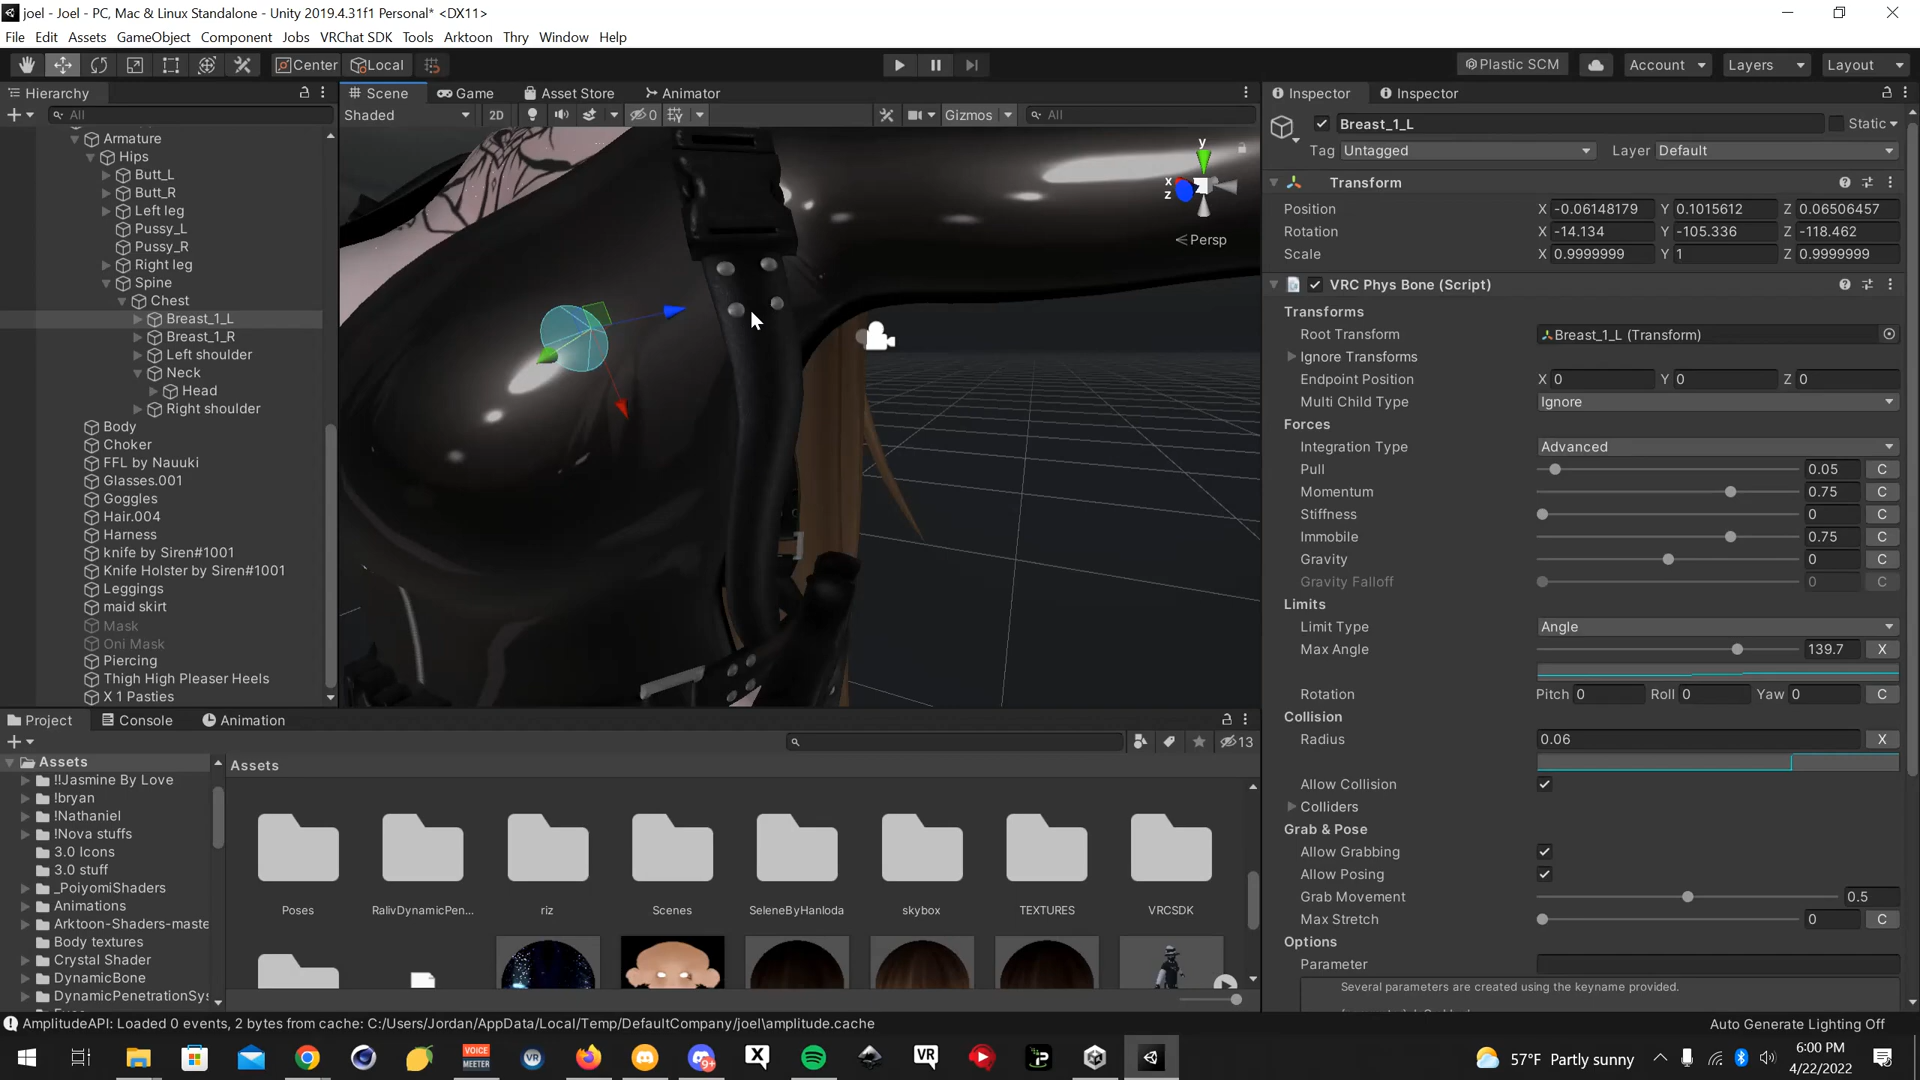 joel - Joel - PC, Mac & Linux Standalone - Unity 2019.4.31f1 Personal* <DX11>
File Edit Assets GameObject Component Jobs VRChat SDK Tools Arktoon Thry Window Help
Center Local Plastic SCM Account Layers Layout
Hierarchy Scene Game Asset Store Animator Inspector Inspector
All Shaded 2D 0 Gizmos All
Armature
Hips
Butt_L
Butt_R
Left leg
Pussy_L
Pussy_R
Right leg
Spine
Chest
Breast_1_L
Breast_1_R
Left shoulder
Neck
Head
Right shoulder
Body
Choker
FFL by Nauuki
Glasses.001
Goggles
Hair.004
Harness
knife by Siren#1001
Knife Holster by Siren#1001
Leggings
maid skirt
Mask
Oni Mask
Piercing
Thigh High Pleaser Heels
X 1 Pasties
y
x
z
Persp
Breast_1_L Static
Tag Untagged Layer Default
Transform
Position X -0.06148179 Y 0.1015612 Z 0.06506457
Rotation X -14.134 Y -105.336 Z -118.462
Scale X 0.9999999 Y 1 Z 0.9999999
VRC Phys Bone (Script)
Transforms
Root Transform Breast_1_L (Transform)
Ignore Transforms
Endpoint Position X 0 Y 0 Z 0
Multi Child Type Ignore
Forces
Integration Type Advanced
Pull 0.05 C
Momentum 0.75 C
Stiffness 0 C
Immobile 0.75 C
Gravity 0 C
Gravity Falloff 0 C
Limits
Limit Type Angle
Max Angle 139.7 X
Rotation Pitch 0 Roll 0 Yaw 0 C
Collision
Radius 0.06 X
Allow Collision
Colliders
Grab & Pose
Allow Grabbing
Allow Posing
Grab Movement 0.5
Max Stretch 0 C
Options
Parameter
Several parameters are created using the keyname provided.
Project Console Animation
13
Assets
!!Jasmine By Love
!bryan
!Nathaniel
!Nova stuffs
3.0 Icons
3.0 stuff
_PoiyomiShaders
Animations
Arktoon-Shaders-maste
Body textures
Crystal Shader
DynamicBone
DynamicPenetrationSys
Assets
Poses RalivDynamicPen... riz Scenes SeleneByHanloda skybox TEXTURES VRCSDK
AmplitudeAPI: Loaded 0 events, 2 bytes from cache: C:/Users/Jordan/AppData/Local/Temp/DefaultCompany/joel\amplitude.cache
Auto Generate Lighting Off
VOICE
MEETER
VR
9+
X
VR
57°F Partly sunny
6:00 PM
4/22/2022